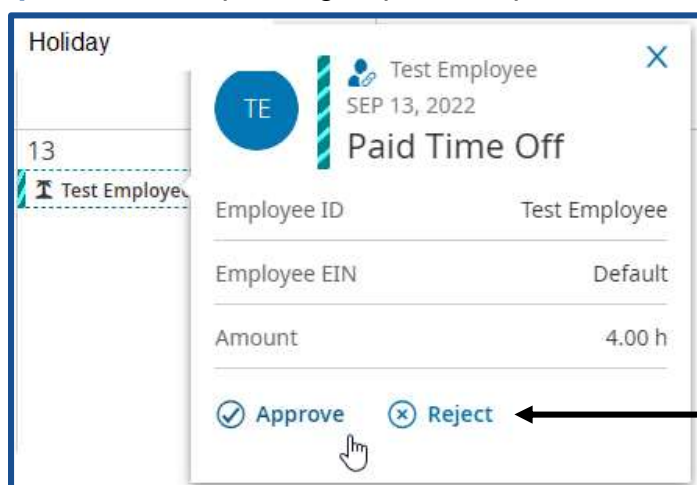 Holiday
13
Test Employee
TE
Test Employee
SEP 13, 2022
Paid Time Off
Employee ID Test Employee
Employee EIN Default
Amount 4.00 h
Approve Reject